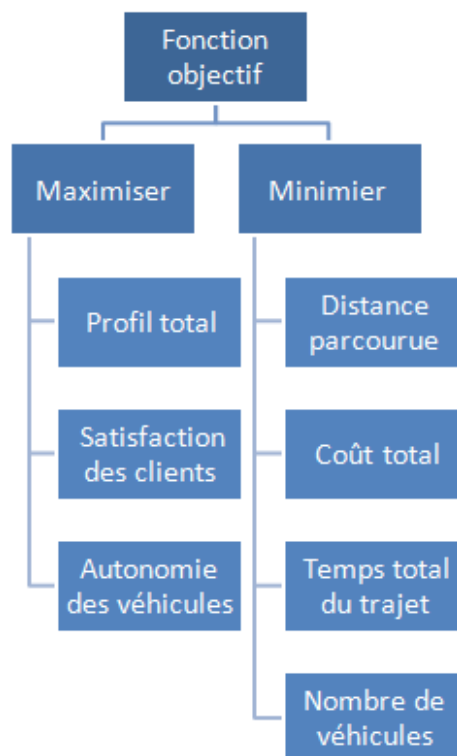 Fonction
objectif
Maximiser
Minimier
Profil total
Satisfaction
des clients
Autonomie
des véhicules
Distance
parcourue
Coût total
Temps total
du trajet
Nombre de
véhicules